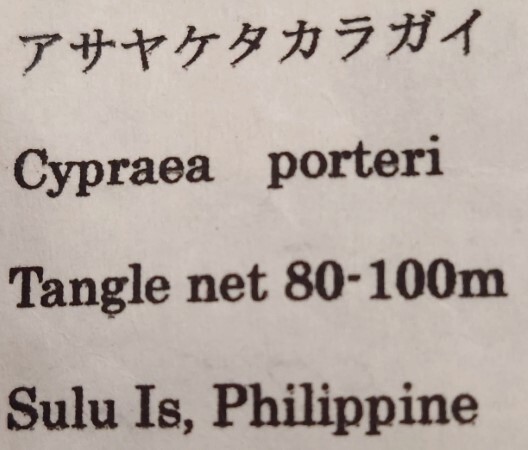 アサヤケタカラガイ
Cypraea porteri
Tangle net 80-100m
Sulu Is, Philippine